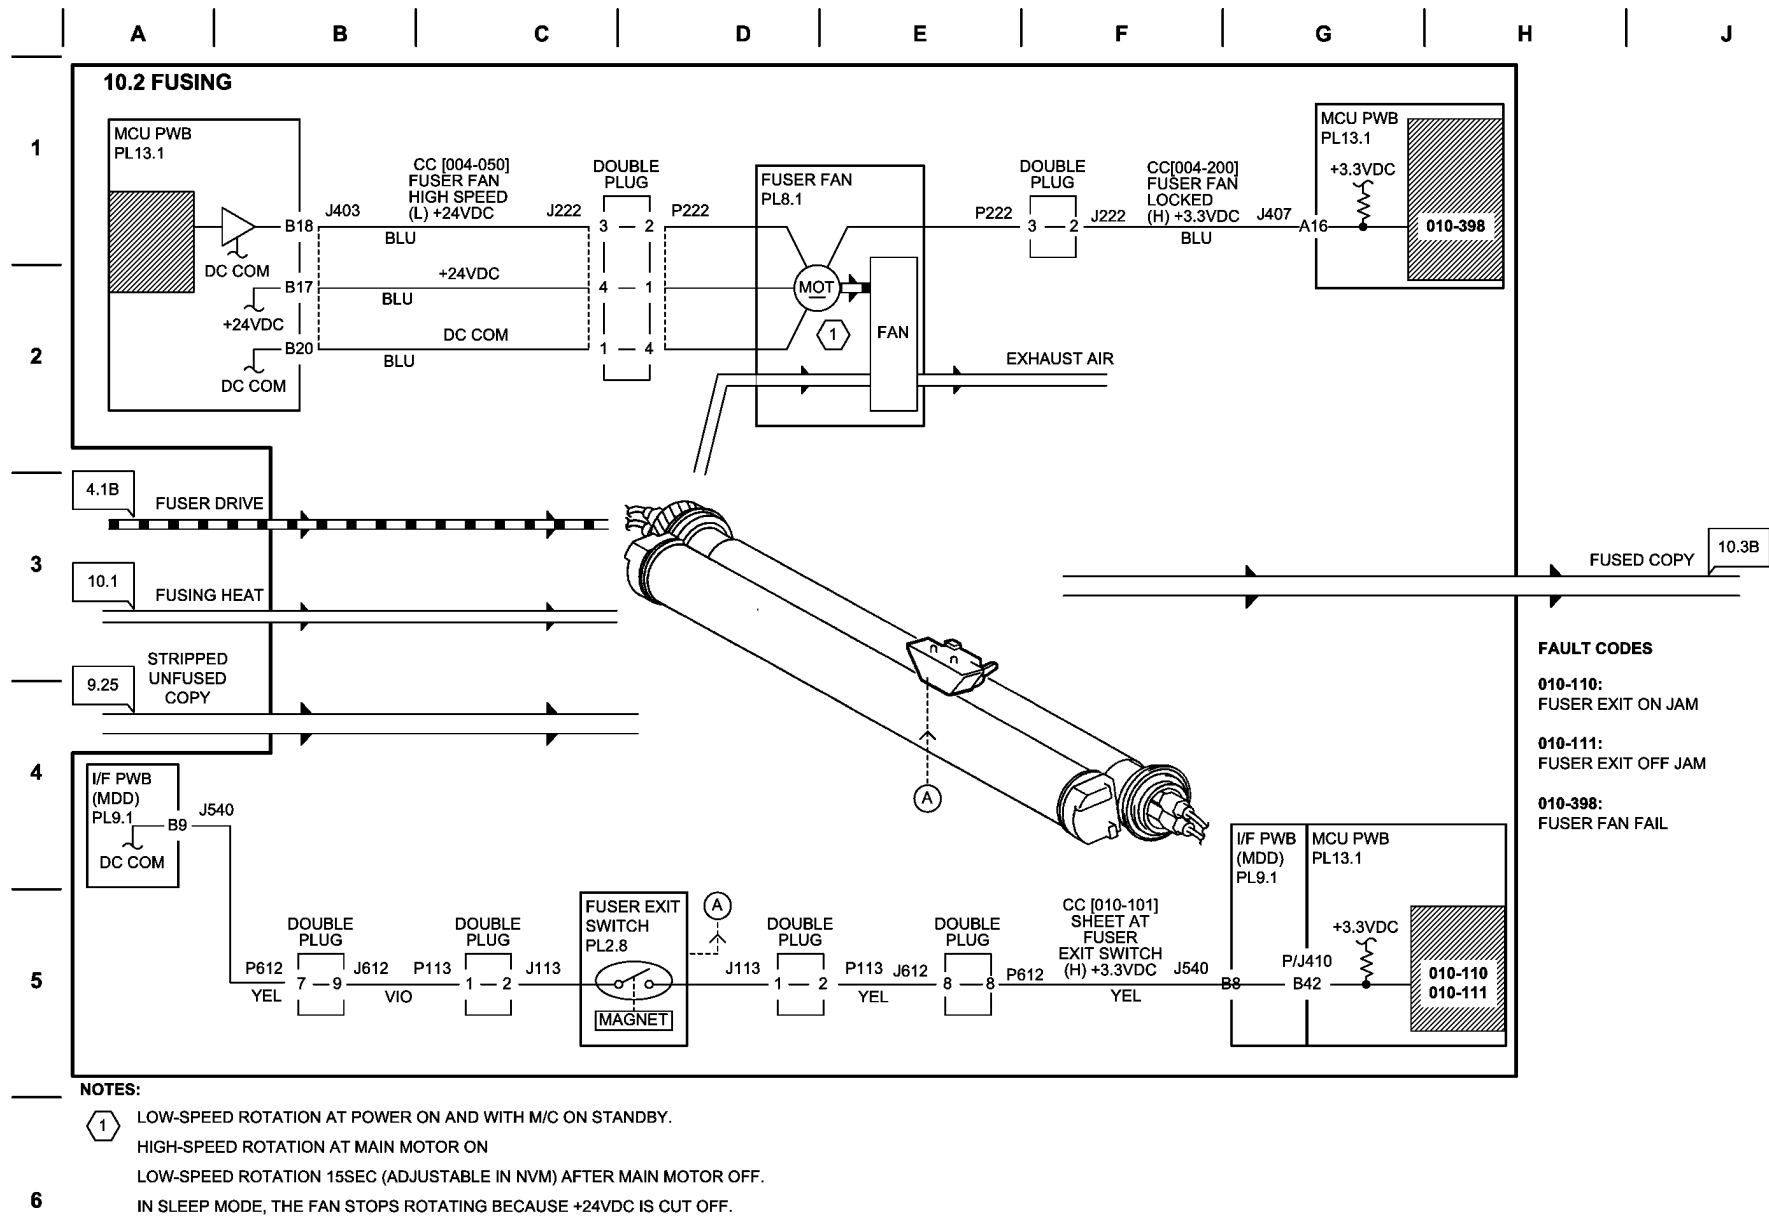 A B C D E F G H J
10.2 FUSING
1
MCU PWB
PL13.1
B18
DC COM
B17
+24VDC
B20
DC COM
J403
CC [004-050]
FUSER FAN
HIGH SPEED
(L) +24VDC
BLU
J222
+24VDC
BLU
DC COM
BLU
DOUBLE
PLUG
3 2
4 1
1 4
P222
FUSER FAN
PL8.1
MOT
1
FAN
EXHAUST AIR
P222
DOUBLE
PLUG
3 2
J222
CC[004-200]
FUSER FAN
LOCKED
(H) +3.3VDC
BLU
J407
MCU PWB
PL13.1
+3.3VDC
A16
010-398
2
4.1B
FUSER DRIVE
3
10.1
FUSING HEAT
9.25
STRIPPED
UNFUSED
COPY
A
FUSED COPY
10.3B
FAULT CODES
010-110:
FUSER EXIT ON JAM
010-111:
FUSER EXIT OFF JAM
010-398:
FUSER FAN FAIL
4
I/F PWB
(MDD)
PL9.1
B9
DC COM
J540
5
P612
YEL
DOUBLE
PLUG
7 9
J612
VIO
P113
DOUBLE
PLUG
1 2
J113
FUSER EXIT
SWITCH
PL2.8
MAGNET
A
J113
DOUBLE
PLUG
1 2
P113
YEL
J612
DOUBLE
PLUG
8 8
P612
CC [010-101]
SHEET AT
FUSER
EXIT SWITCH
(H) +3.3VDC
YEL
J540
I/F PWB
(MDD)
PL9.1
B8
MCU PWB
PL13.1
P/J410
B42
+3.3VDC
010-110
010-111
NOTES:
1
LOW-SPEED ROTATION AT POWER ON AND WITH M/C ON STANDBY.
HIGH-SPEED ROTATION AT MAIN MOTOR ON
LOW-SPEED ROTATION 15SEC (ADJUSTABLE IN NVM) AFTER MAIN MOTOR OFF.
6
IN SLEEP MODE, THE FAN STOPS ROTATING BECAUSE +24VDC IS CUT OFF.